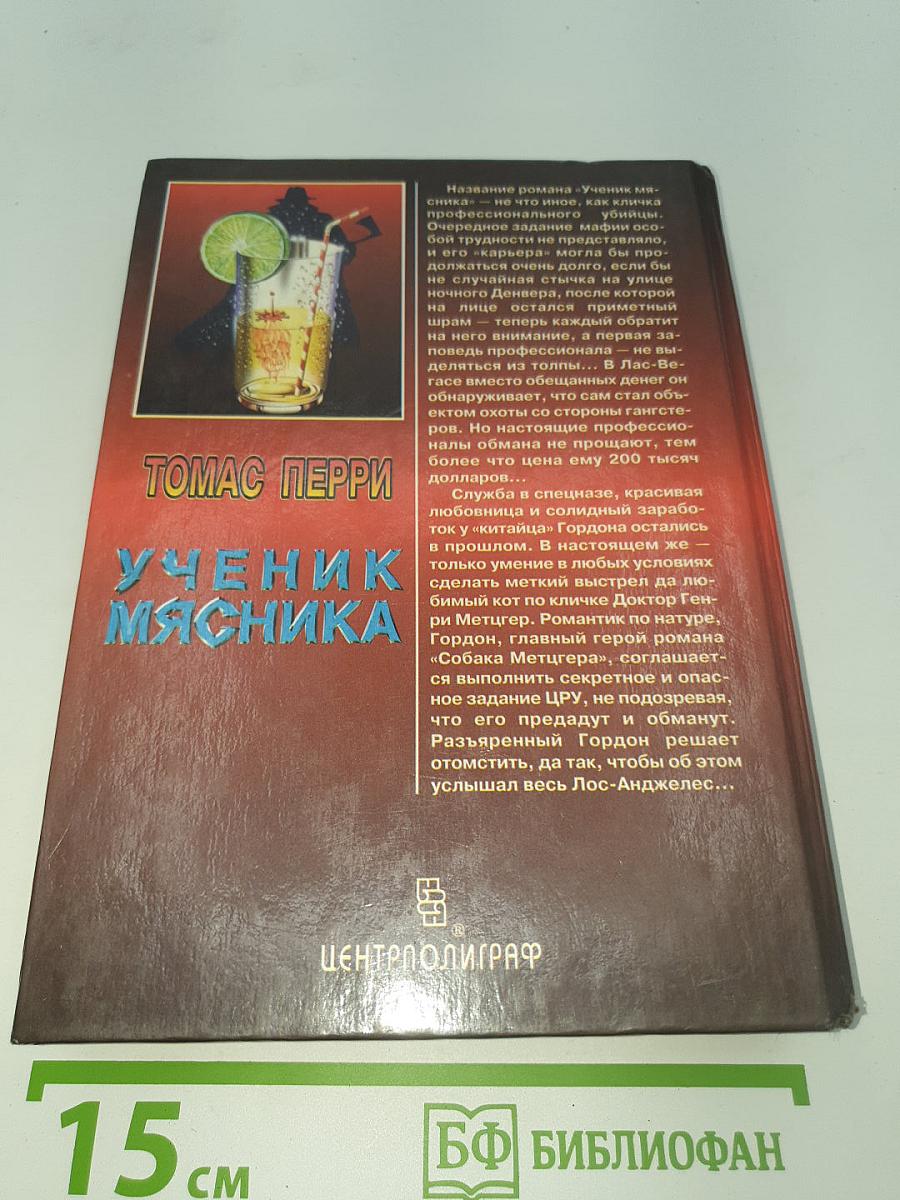 Название романа «Ученик мя-
сника» — не что иное, как кличка
профессионального убийцы.
Очередное задание мафии осо-
бой трудности не представляло,
и его «карьера» могла бы про-
должаться очень долго, если бы
не случайная стычка на улице
ночного Денвера, после которой
на лице остался приметный
шрам — теперь каждый обратит
на него внимание, а первая за-
поведь профессионала — не вы-
деляться из толпы... В Лас-Ве-
гасе вместо обещанных денег он
обнаруживает, что сам стал объ-
ектом охоты со стороны гангсте-
ров. Но настоящие профессио-
налы обмана не прощают, тем
более что цена ему 200 тысяч
долларов...
Служба в спецназе, красивая
любовница и солидный зарабо-
ток у «китайца» Гордона остались
в прошлом. В настоящем же —
только умение в любых условиях
сделать меткий выстрел да лю-
бимый кот по кличке Доктор Ген-
ри Метцгер. Романтик по натуре,
Гордон, главный герой романа
«Собака Метцгера», соглашает-
ся выполнить секретное и опас-
ное задание ЦРУ, не подозревая,
что его предадут и обманут.
Разъяренный Гордон решает
отомстить, да так, чтобы об этом
услышал весь Лос-Анджелес...
ТОМАС ПЕРРИ
УЧЕНИК
МЯСНИКА
®
ЦЕНТРПОЛИГРАФ
15 см
БФ БИБЛИОФАН